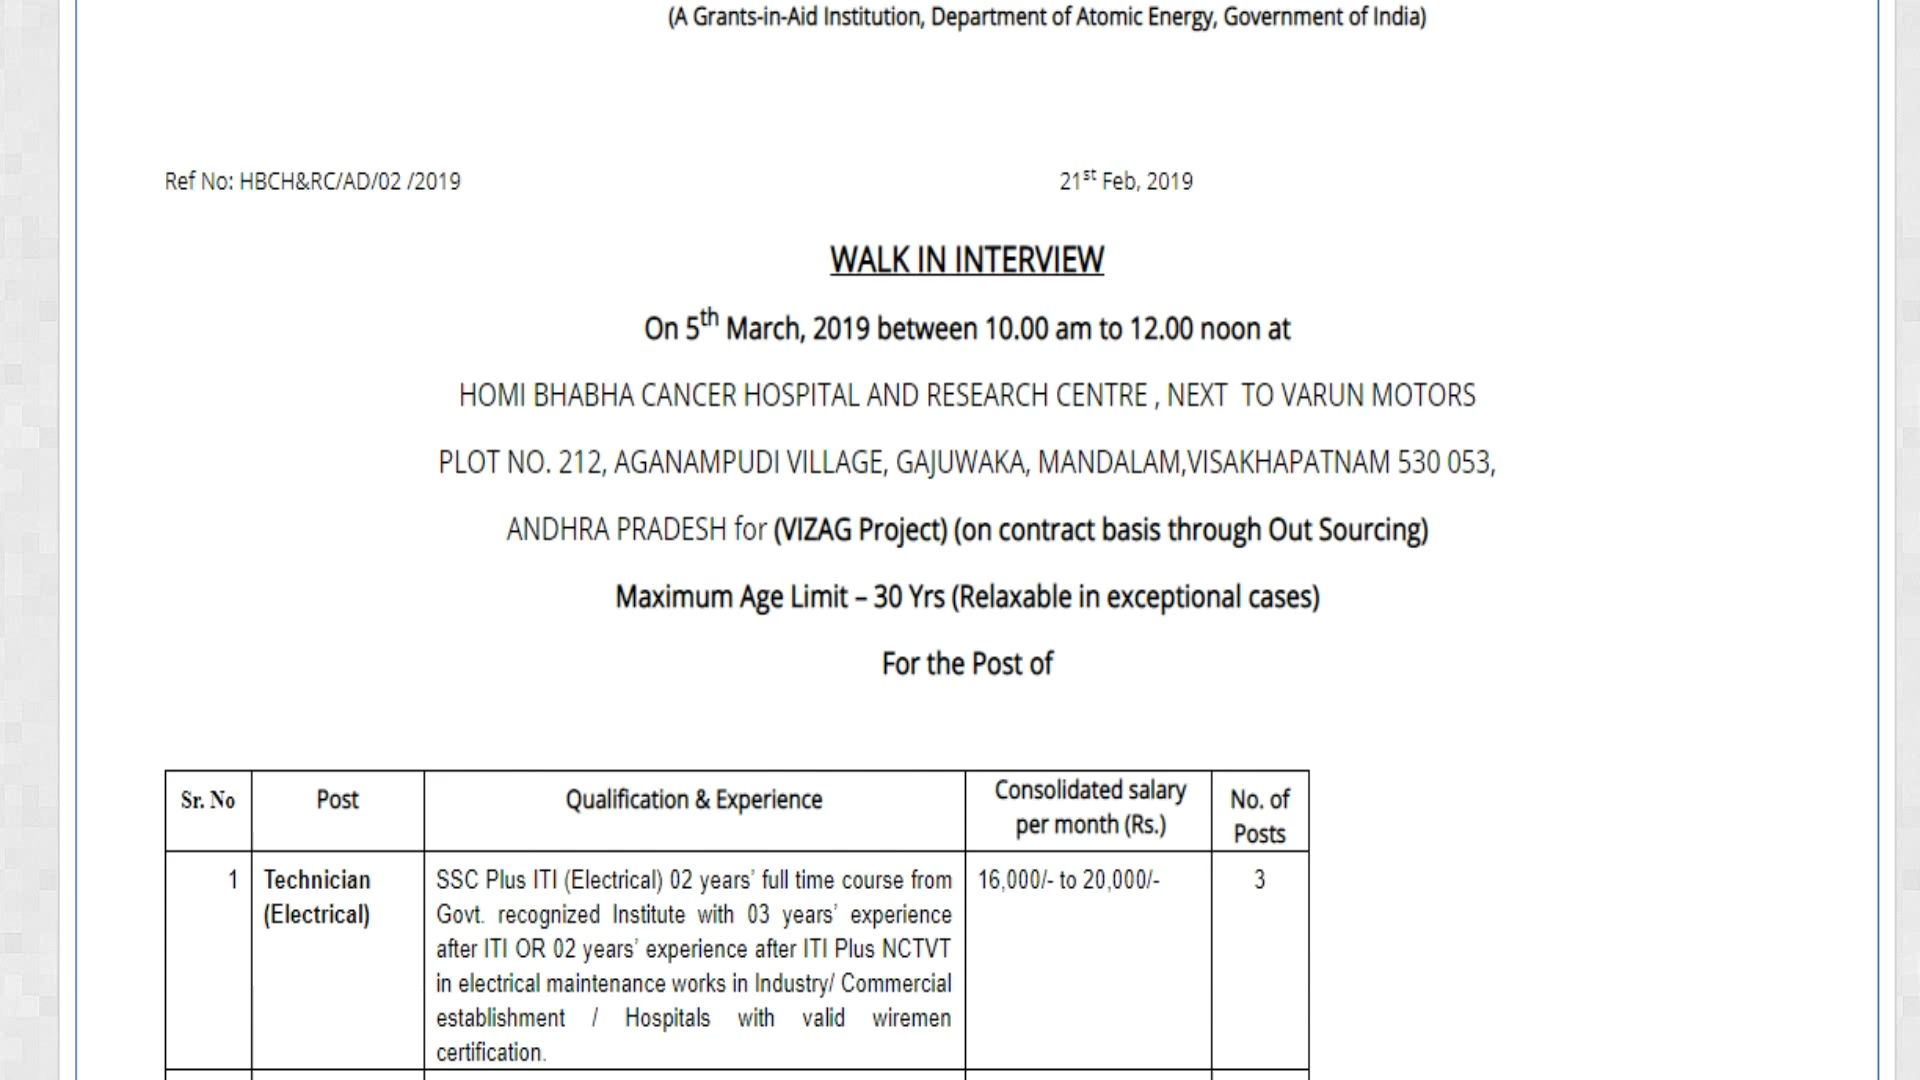 (A Grants-in-Aid Institution, Department of Atomic Energy, Government of India)
Ref No: HBCH&RC/AD/02 /2019
21st Feb, 2019
WALK IN INTERVIEW
On 5th March, 2019 between 10.00 am to 12.00 noon at
HOMI BHABHA CANCER HOSPITAL AND RESEARCH CENTRE , NEXT  TO VARUN MOTORS
PLOT NO. 212, AGANAMPUDI VILLAGE, GAJUWAKA, MANDALAM,VISAKHAPATNAM 530 053,
ANDHRA PRADESH for (VIZAG Project) (on contract basis through Out Sourcing)
Maximum Age Limit – 30 Yrs (Relaxable in exceptional cases)
For the Post of
Sr. No
Post
Qualification & Experience
Consolidated salary
per month (Rs.)
No. of
Posts
1
Technician
(Electrical)
SSC Plus ITI (Electrical) 02 years’ full time course from
Govt. recognized Institute with 03 years’ experience
after ITI OR 02 years’ experience after ITI Plus NCTVT
in electrical maintenance works in Industry/ Commercial
establishment / Hospitals with valid wiremen
certification.
16,000/- to 20,000/-
3